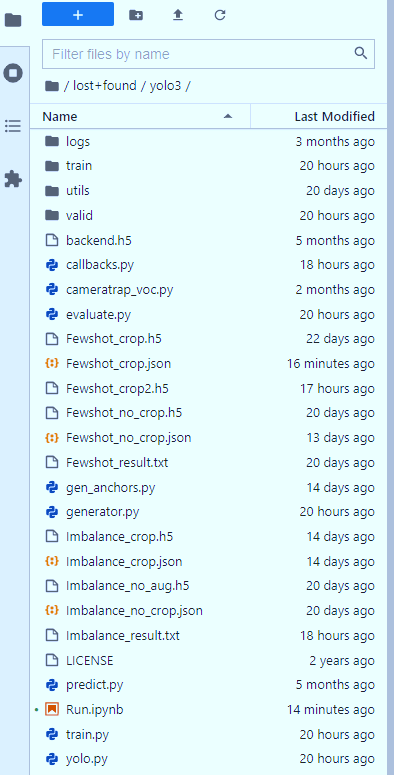 +
Filter files by name
/ lost+found / yolo3 /
Name Last Modified
logs 3 months ago
train 20 hours ago
utils 20 days ago
valid 20 hours ago
backend.h5 5 months ago
callbacks.py 18 hours ago
cameratrap_voc.py 2 months ago
evaluate.py 20 hours ago
Fewshot_crop.h5 22 days ago
Fewshot_crop.json 16 minutes ago
Fewshot_crop2.h5 17 hours ago
Fewshot_no_crop.h5 20 days ago
Fewshot_no_crop.json 13 days ago
Fewshot_result.txt 20 days ago
gen_anchors.py 14 days ago
generator.py 20 hours ago
Imbalance_crop.h5 14 days ago
Imbalance_crop.json 14 days ago
Imbalance_no_aug.h5 20 days ago
Imbalance_no_crop.json 20 days ago
Imbalance_result.txt 18 hours ago
LICENSE 2 years ago
predict.py 5 months ago
Run.ipynb 14 minutes ago
train.py 20 hours ago
yolo.py 20 hours ago